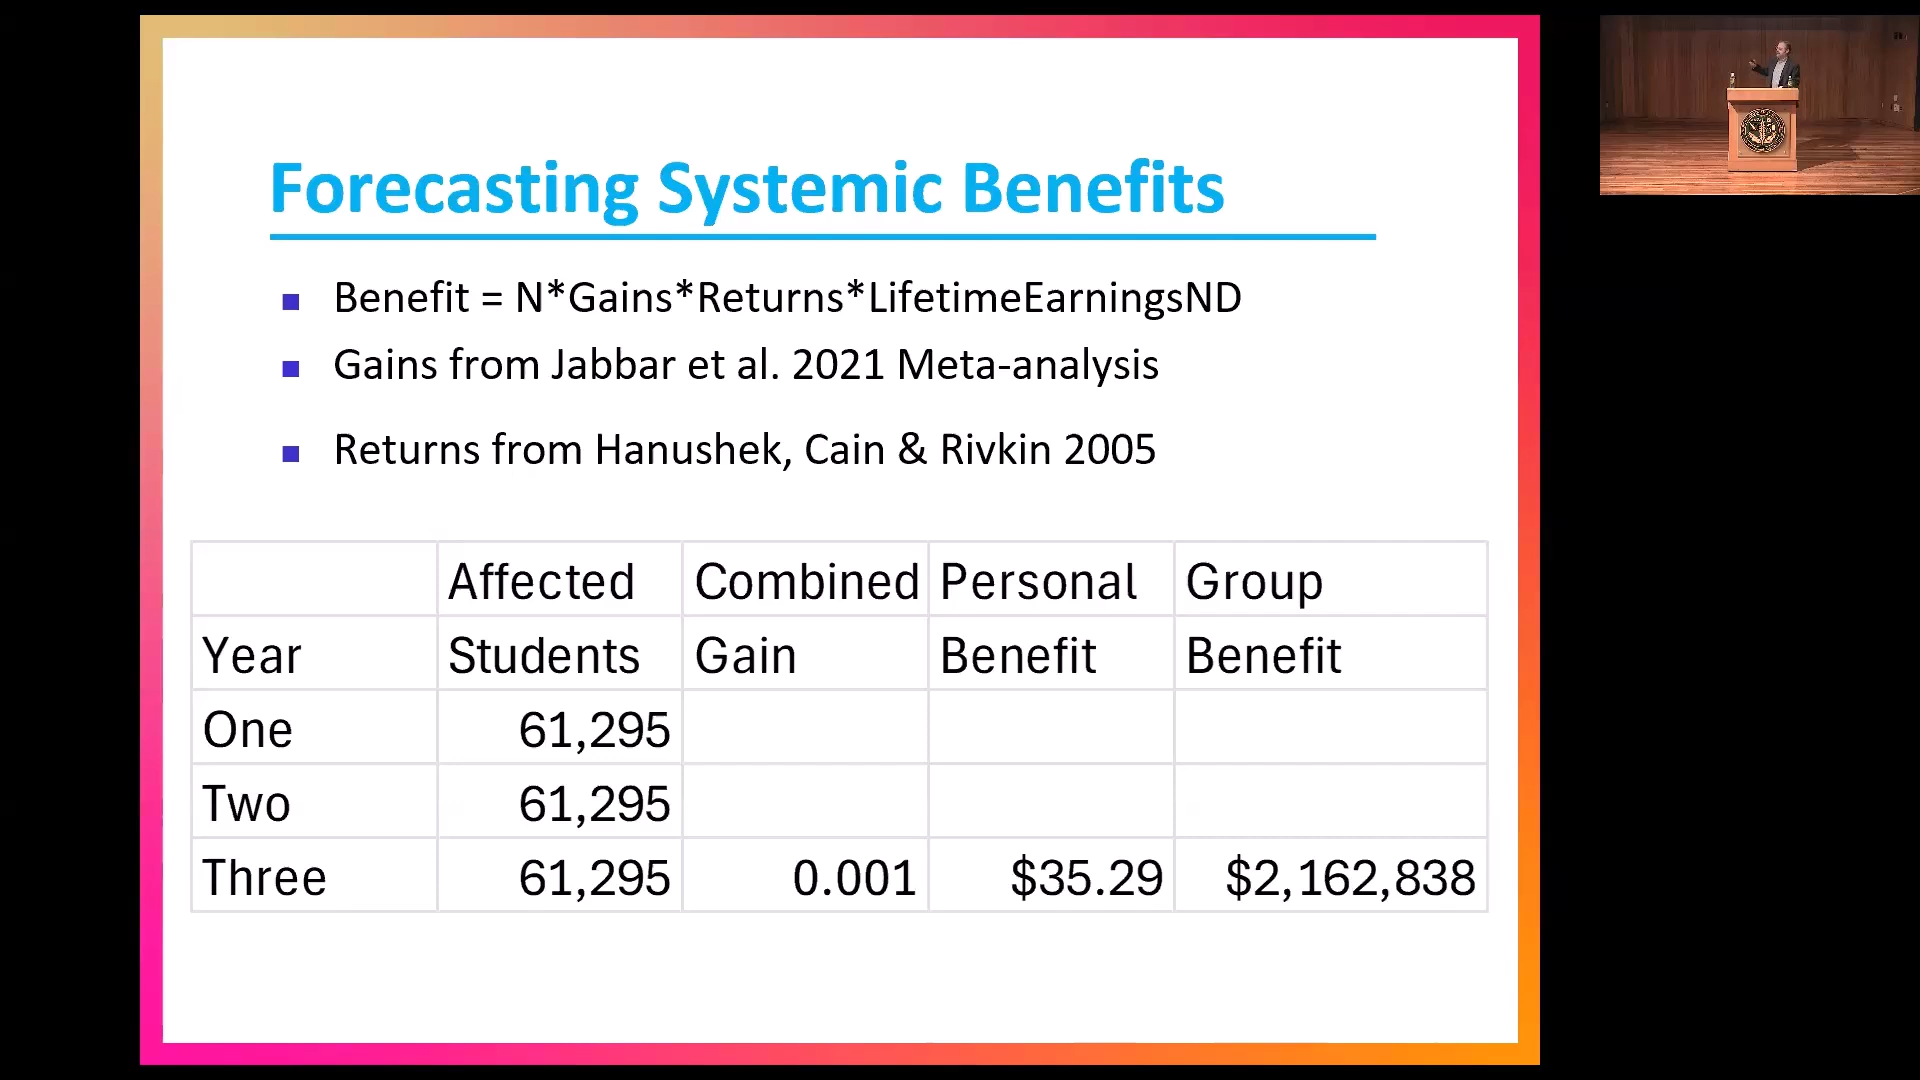 Forecasting Systemic Benefits
Benefit = N*Gains*Returns*LifetimeEarningsND
Gains from Jabbar et al. 2021 Meta-analysis
Returns from Hanushek, Cain & Rivkin 2005
Affected Combined Personal Group
Year Students Gain Benefit Benefit
One 61,295
Two 61,295
Three 61,295 0.001 $35.29 $2,162,838